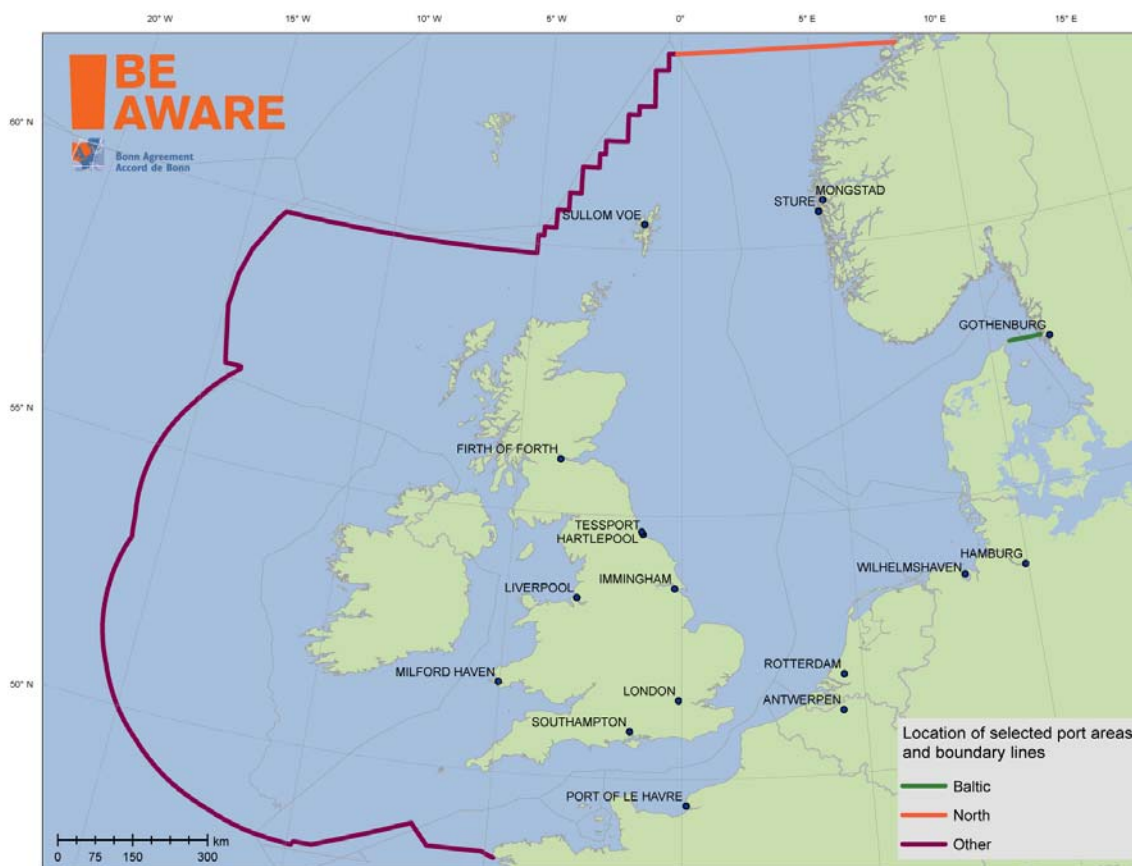 20° W
15° W
10° W
5° W
0°
5° E
10° E
15° E
BE
AWARE
Bonn Agreement
Accord de Bonn
60° N
55° N
50° N
MONGSTAD
STURE
SULLOM VOE
GOTHENBURG
FIRTH OF FORTH
TESSPORT
HARTLEPOOL
HAMBURG
WILHELMSHAVEN
IMMINGHAM
LIVERPOOL
ROTTERDAM
MILFORD HAVEN
LONDON
ANTWERPEN
SOUTHAMPTON
PORT OF LE HAVRE
Location of selected port areas
and boundary lines
Baltic
North
Other
km
0 75 150 300